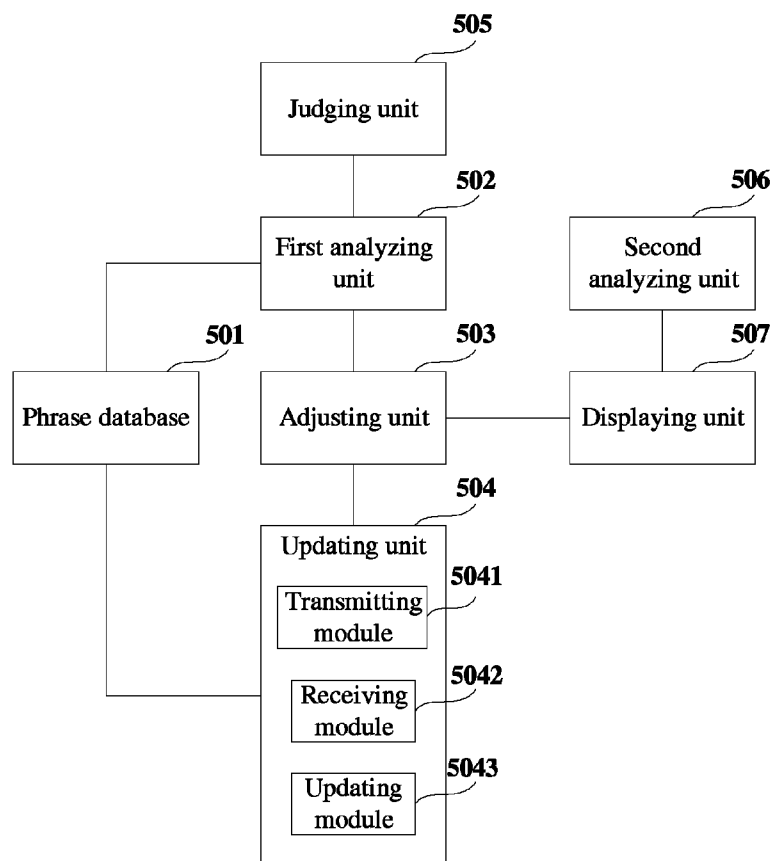 505
Judging unit
502
First analyzing
unit
506
Second
analyzing unit
501
Phrase database
503
Adjusting unit
507
Displaying unit
504
Updating unit
5041
Transmitting
module
5042
Receiving
module
5043
Updating
module